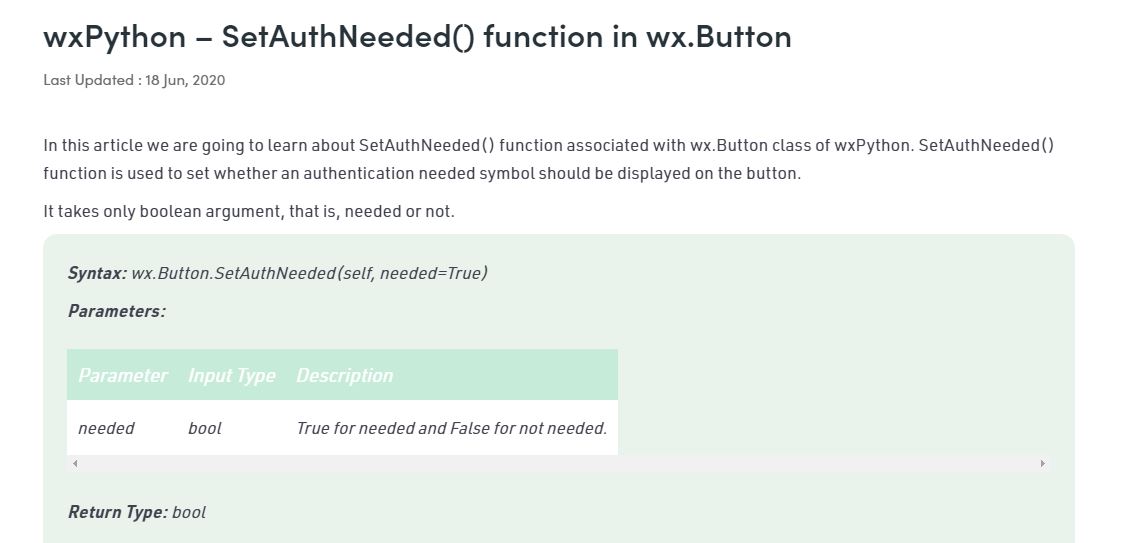 wxPython – SetAuthNeeded() function in wx.Button
Last Updated : 18 Jun, 2020
In this article we are going to learn about SetAuthNeeded() function associated with wx.Button class of wxPython. SetAuthNeeded()
function is used to set whether an authentication needed symbol should be displayed on the button.
It takes only boolean argument, that is, needed or not.
Syntax: wx.Button.SetAuthNeeded(self, needed=True)
Parameters:
Parameter Input Type Description
needed bool True for needed and False for not needed.
Return Type: bool